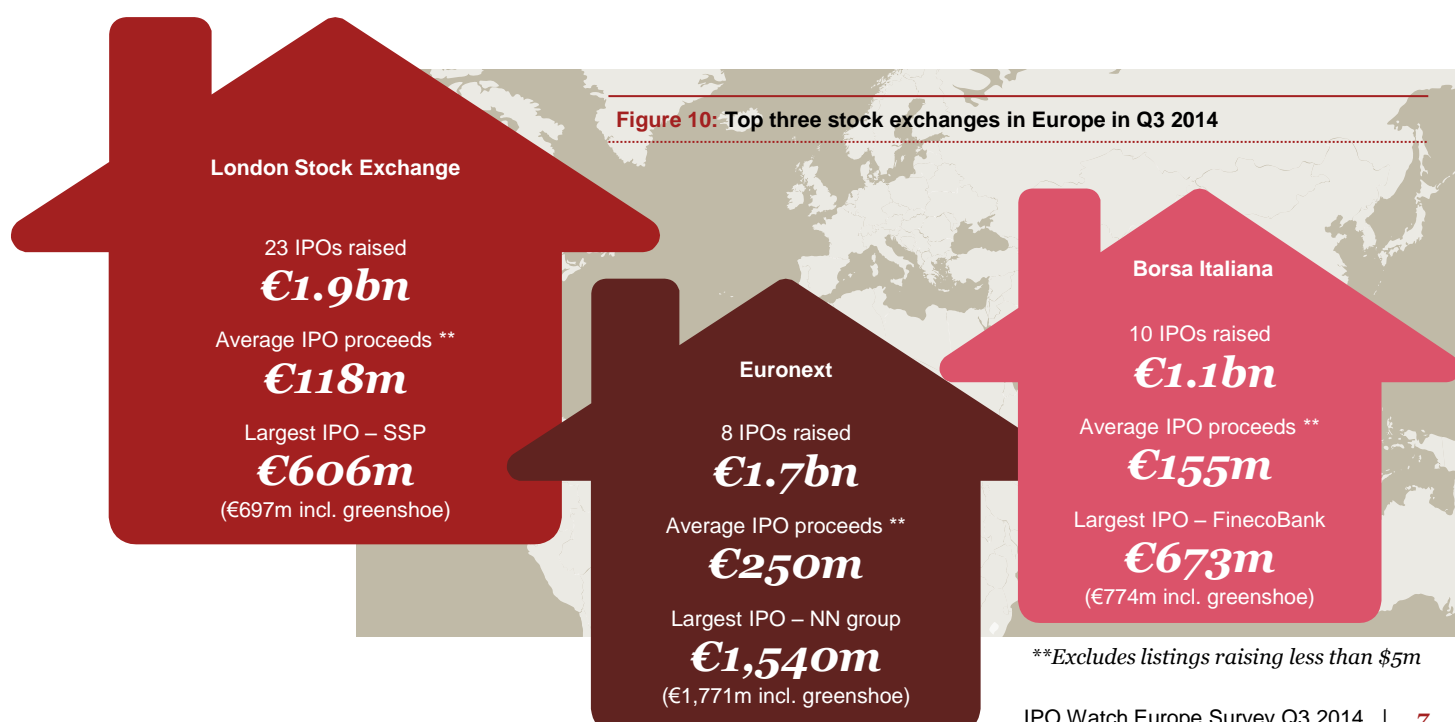 Figure 10: Top three stock exchanges in Europe in Q3 2014
London Stock Exchange
23 IPOs raised
€1.9bn
Average IPO proceeds **
€118m
Largest IPO – SSP
€606m
(€697m incl. greenshoe)
Euronext
8 IPOs raised
€1.7bn
Average IPO proceeds **
€250m
Largest IPO – NN group
€1,540m
(€1,771m incl. greenshoe)
Borsa Italiana
10 IPOs raised
€1.1bn
Average IPO proceeds **
€155m
Largest IPO – FinecoBank
€673m
(€774m incl. greenshoe)
**Excludes listings raising less than $5m
IPO Watch Europe Survey Q3 2014 | 7